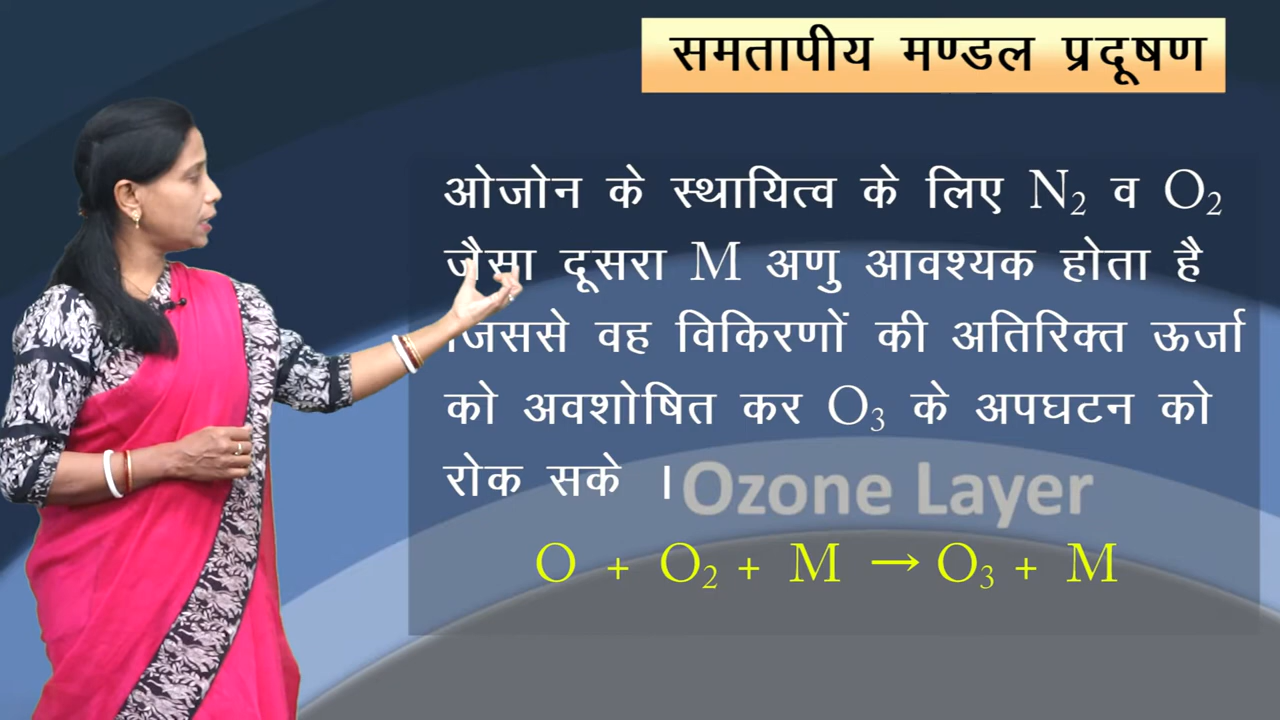 समतापीय मण्डल प्रदूषण
ओजोन के स्थायित्व के लिए N₂ व O₂
जैसा दूसरा M अणु आवश्यक होता है
जिससे वह विकिरणों की अतिरिक्त ऊर्जा
को अवशोषित कर O₃ के अपघटन को
रोक सके ।
Ozone Layer
O + O₂ + M → O₃ + M